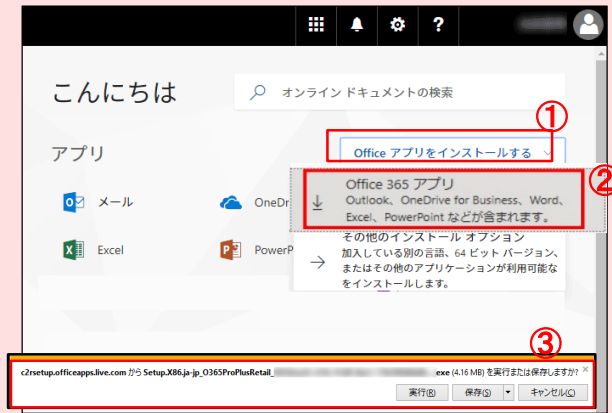 ?
こんにちは
オンライン ドキュメントの検索
①
アプリ
Office アプリをインストールする
②
Office 365 アプリ
Outlook、OneDrive for Business、Word、
Excel、PowerPoint などが含まれます。
メール
OneDr
その他のインストール オプション
加入している別の言語、64 ビット バージョン、
またはその他のアプリケーションが利用可能な
をインストールします。
Excel
PowerP
③
c2rsetup.officeapps.live.com から Setup.X86.ja-jp_O365ProPlusRetail_ exe (4.16 MB) を実行または保存しますか? ×
実行(R) 保存(S) キャンセル(C)